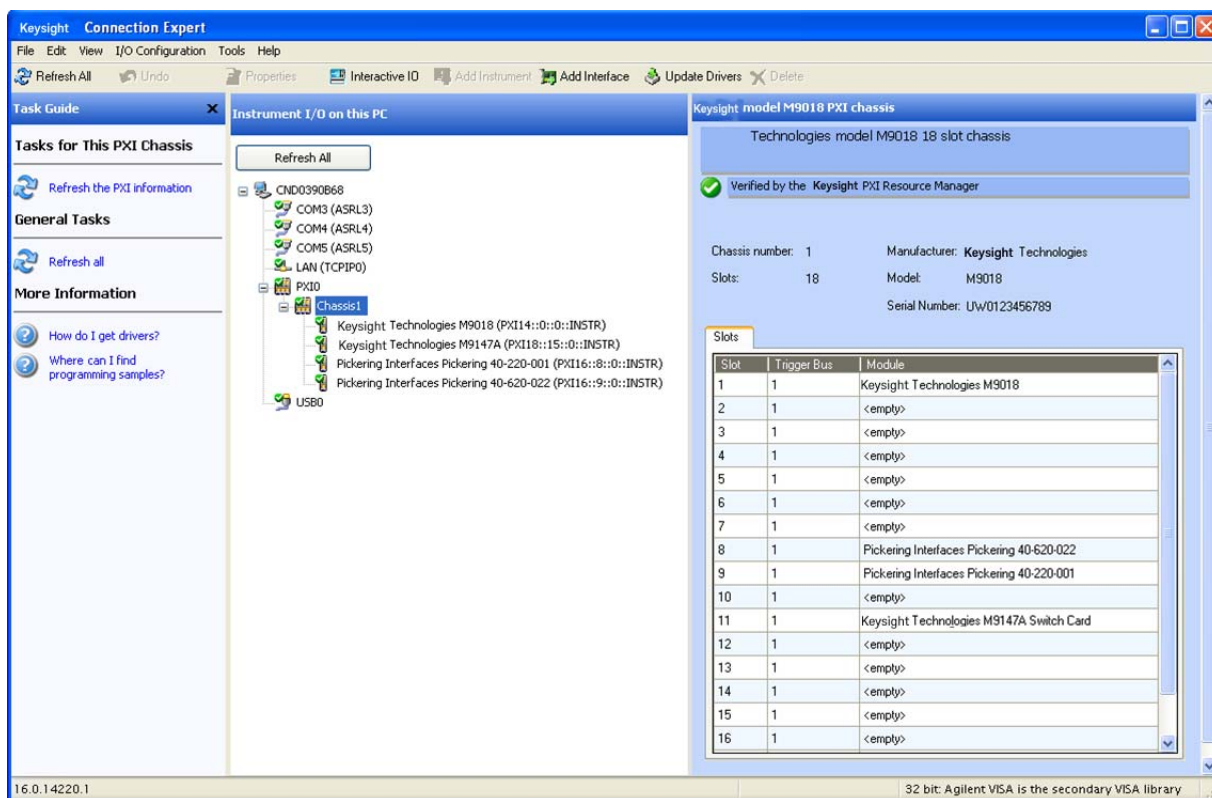 Keysight Connection Expert
File Edit View I/O Configuration Tools Help
Refresh All Undo Properties Interactive IO Add Instrument Add Interface Update Drivers Delete
Task Guide
Tasks for This PXI Chassis
Refresh the PXI information
General Tasks
Refresh all
More Information
How do I get drivers?
Where can I find
programming samples?
Instrument I/O on this PC
Refresh All
CND0390B68
COM3 (ASRL3)
COM4 (ASRL4)
COM5 (ASRL5)
LAN (TCPIP0)
PXI0
Chassis1
Keysight Technologies M9018 (PXI14::0::0::INSTR)
Keysight Technologies M9147A (PXI18::15::0::INSTR)
Pickering Interfaces Pickering 40-220-001 (PXI16::8::0::INSTR)
Pickering Interfaces Pickering 40-620-022 (PXI16::9::0::INSTR)
USB0
Keysight model M9018 PXI chassis
Technologies model M9018 18 slot chassis
Verified by the Keysight PXI Resource Manager
Chassis number: 1 Manufacturer: Keysight Technologies
Slots: 18 Model: M9018
Serial Number: UW0123456789
Slots
Slot Trigger Bus Module
1 1 Keysight Technologies M9018
2 1 <empty>
3 1 <empty>
4 1 <empty>
5 1 <empty>
6 1 <empty>
7 1 <empty>
8 1 Pickering Interfaces Pickering 40-620-022
9 1 Pickering Interfaces Pickering 40-220-001
10 1 <empty>
11 1 Keysight Technologies M9147A Switch Card
12 1 <empty>
13 1 <empty>
14 1 <empty>
15 1 <empty>
16 1 <empty>
16.0.14220.1 32 bit: Agilent VISA is the secondary VISA library